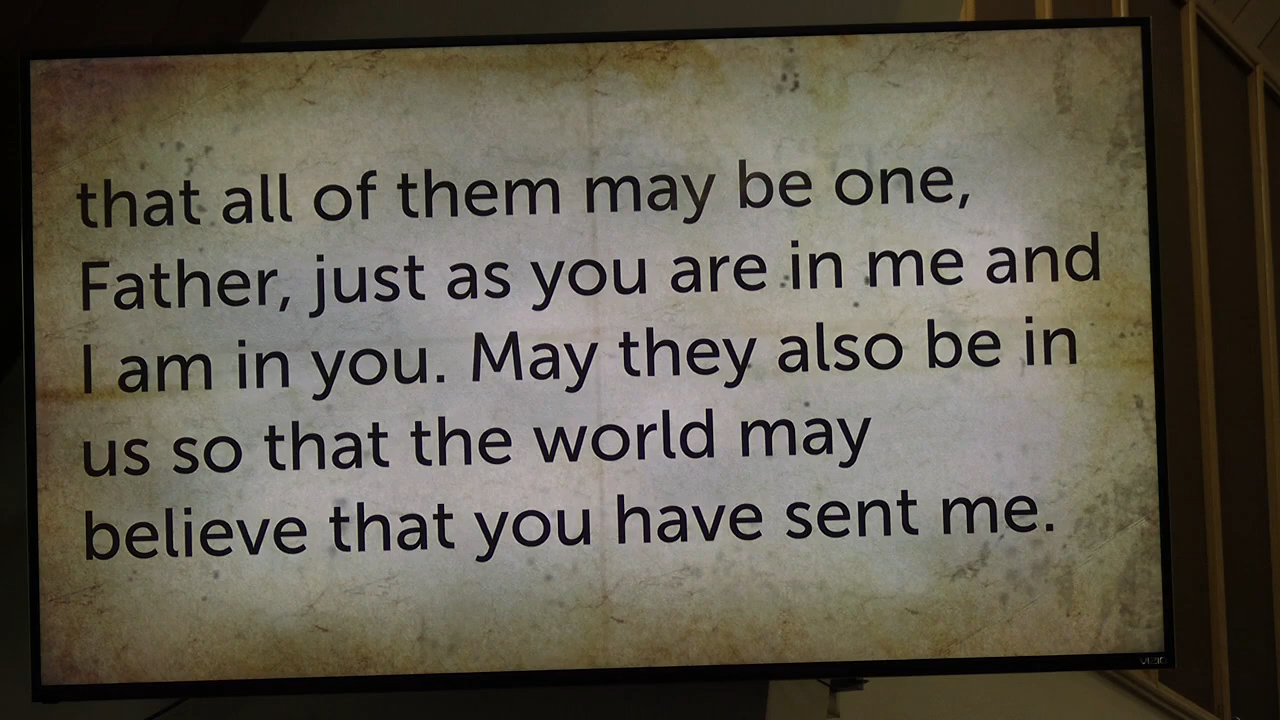 that all of them may be one,
Father, just as you are in me and
I am in you. May they also be in
us so that the world may
believe that you have sent me.
VIZIO